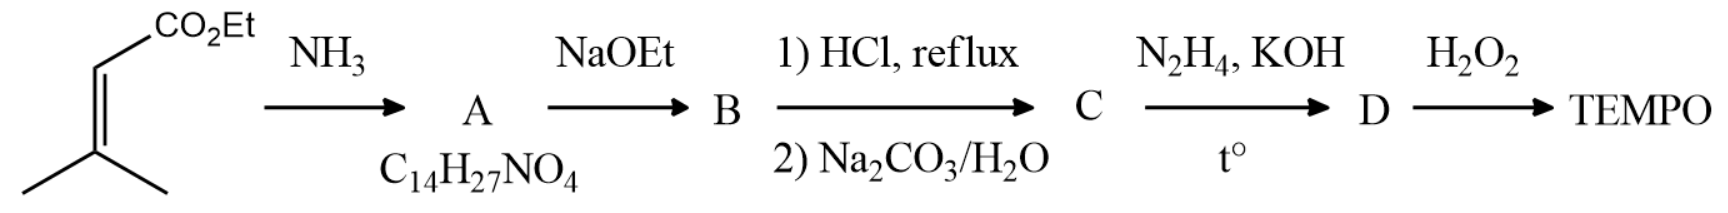 CO₂Et
NH₃
NaOEt
1) HCl, reflux
N₂H₄, KOH
H₂O₂
A
B
C
D
TEMPO
C₁₄H₂₇NO₄
2) Na₂CO₃/H₂O
t°